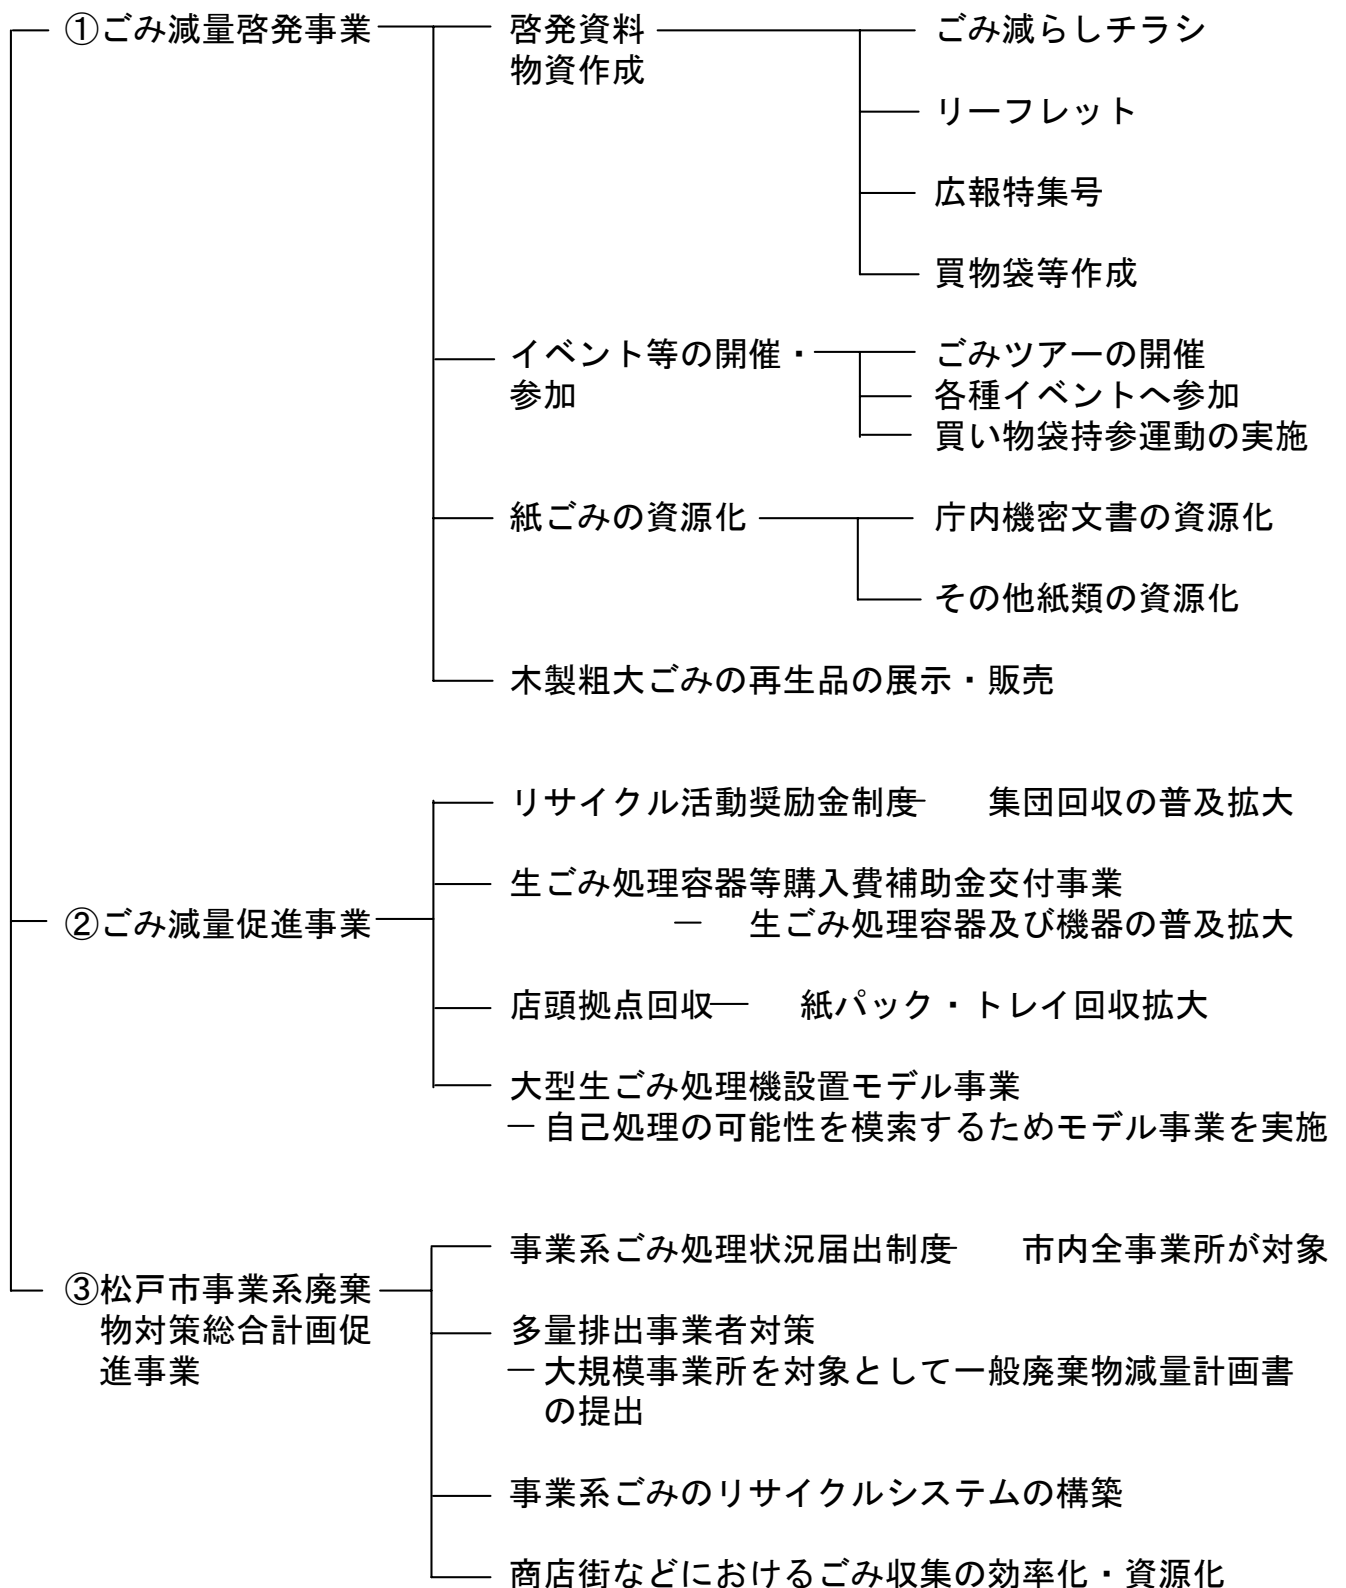 ①ごみ減量啓発事業
啓発資料
物資作成
ごみ減らしチラシ
リーフレット
広報特集号
買物袋等作成
イベント等の開催・
参加
ごみツアーの開催
各種イベントへ参加
買い物袋持参運動の実施
紙ごみの資源化
庁内機密文書の資源化
その他紙類の資源化
木製粗大ごみの再生品の展示・販売
②ごみ減量促進事業
リサイクル活動奨励金制度 集団回収の普及拡大
生ごみ処理容器等購入費補助金交付事業
― 生ごみ処理容器及び機器の普及拡大
店頭拠点回収― 紙パック・トレイ回収拡大
大型生ごみ処理機設置モデル事業
―自己処理の可能性を模索するためモデル事業を実施
③松戸市事業系廃棄
物対策総合計画促
進事業
事業系ごみ処理状況届出制度 市内全事業所が対象
多量排出事業者対策
―大規模事業所を対象として一般廃棄物減量計画書
の提出
事業系ごみのリサイクルシステムの構築
商店街などにおけるごみ収集の効率化・資源化